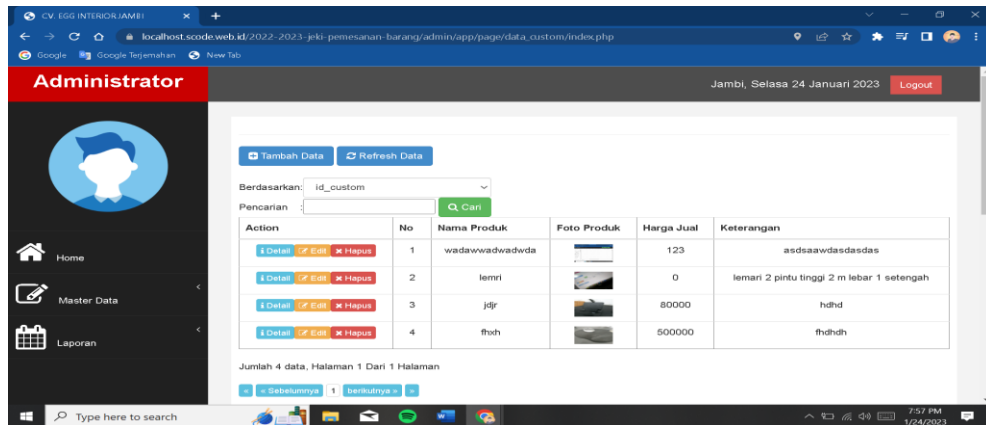 CV. EGG INTERIOR JAMBI
localhost.scode.web.id/2022-2023-jeki-pemesanan-barang/admin/app/page/data_custom/index.php
Google Google Terjemahan New Tab
Administrator
Jambi, Selasa 24 Januari 2023 Logout
Tambah Data Refresh Data
Berdasarkan: id_custom
Pencarian : Cari
Action No Nama Produk Foto Produk Harga Jual Keterangan
Detail Edit Hapus 1 wadawwadwadwda 123 asdsaawdasdasdas
Detail Edit Hapus 2 lemri 0 lemari 2 pintu tinggi 2 m lebar 1 setengah
Detail Edit Hapus 3 jdjr 80000 hdhd
Detail Edit Hapus 4 fhxh 500000 fhdhdh
Home
Master Data
Laporan
Jumlah 4 data, Halaman 1 Dari 1 Halaman
« « Sebelumnya 1 berikutnya » »
Type here to search
7:57 PM
1/24/2023